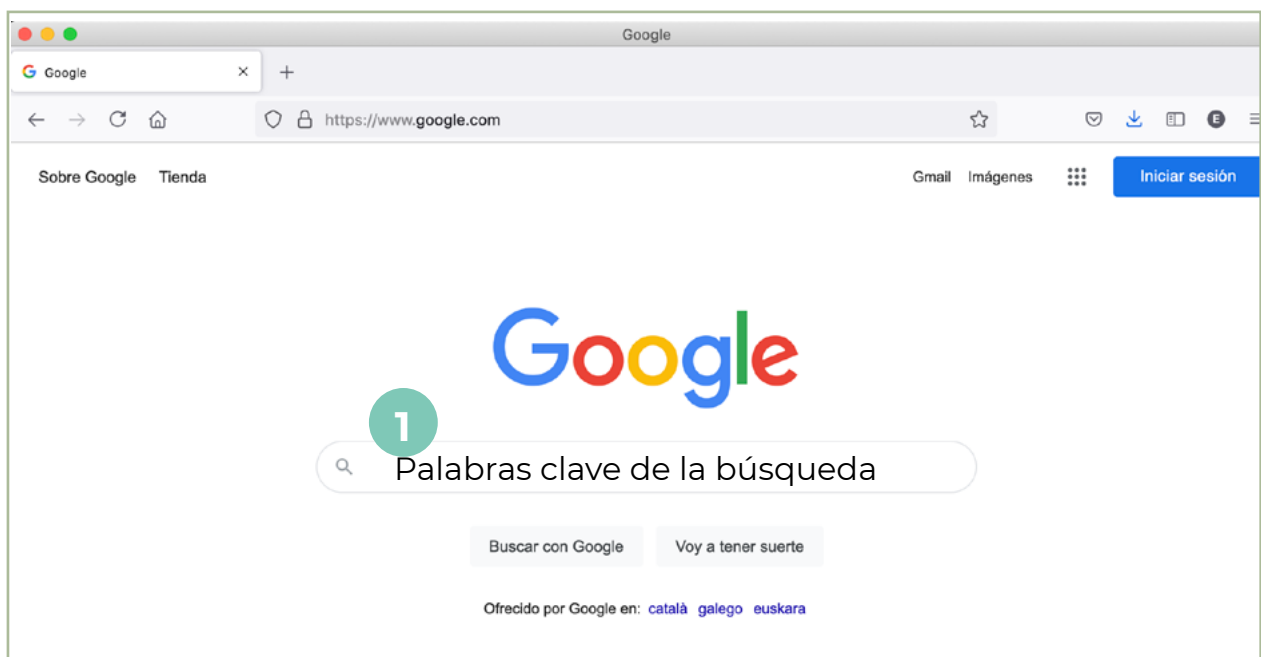 Google
Google
https://www.google.com
E
Sobre Google Tienda Gmail Imágenes Iniciar sesión
Google
1
Palabras clave de la búsqueda
Buscar con Google Voy a tener suerte
Ofrecido por Google en: català galego euskara